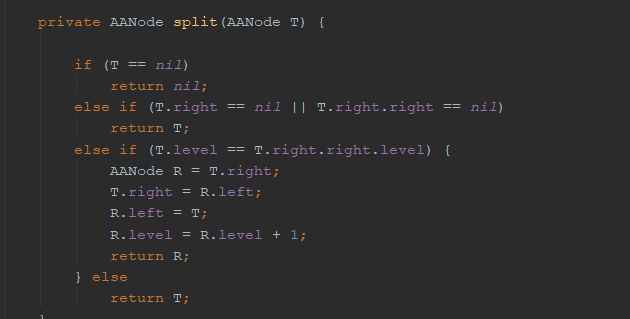 private AANode split(AANode T) {
if (T == nil)
return nil;
else if (T.right == nil || T.right.right == nil)
return T;
else if (T.level == T.right.right.level) {
AANode R = T.right;
T.right = R.left;
R.left = T;
R.level = R.level + 1;
return R;
} else
return T;
}